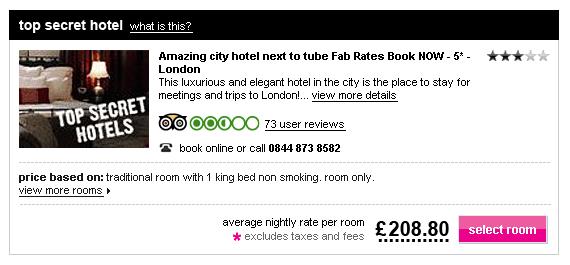 top secret hotel what is this?
Amazing city hotel next to tube Fab Rates Book NOW - 5* -
London
This luxurious and elegant hotel in the city is the place to stay for
meetings and trips to London!... view more details
TOP SECRET
HOTELS
73 user reviews
book online or call 0844 873 8582
price based on: traditional room with 1 king bed non smoking. room only.
view more rooms
average nightly rate per room
* excludes taxes and fees
£208.80
select room